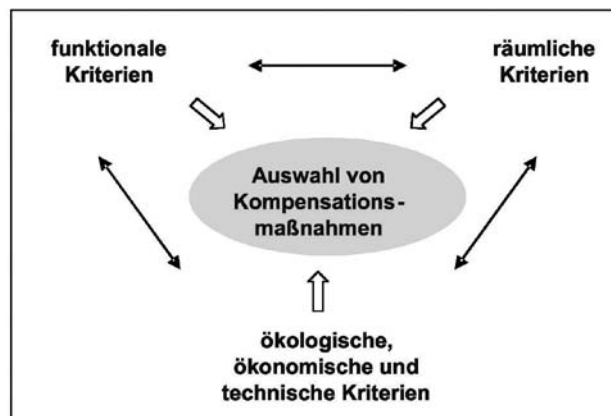 funktionale
Kriterien
räumliche
Kriterien
Auswahl von
Kompensations-
maßnahmen
ökologische,
ökonomische und
technische Kriterien